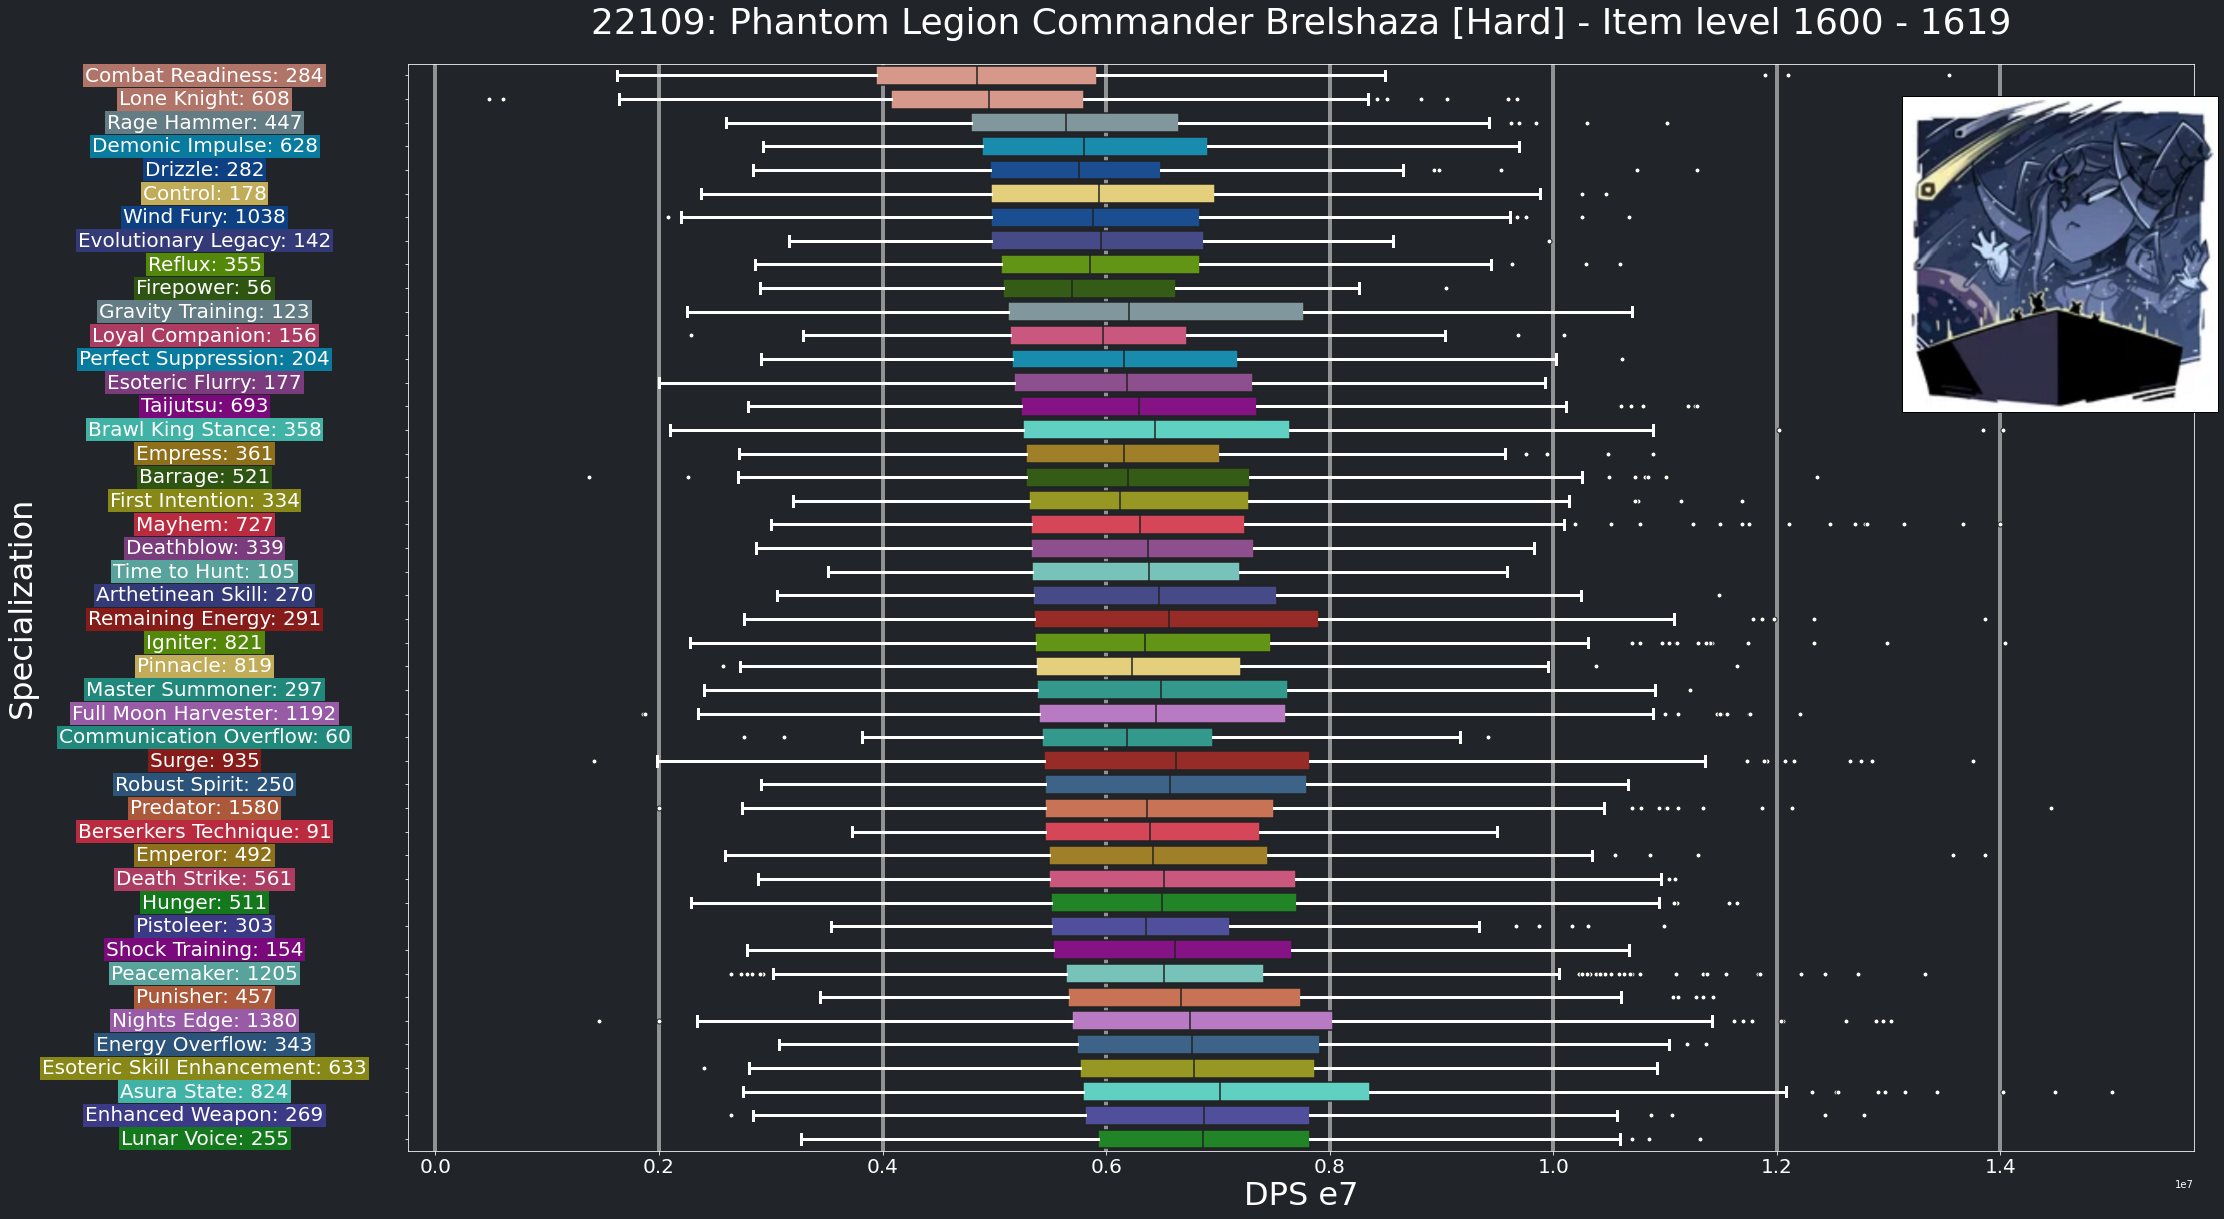 22109: Phantom Legion Commander Brelshaza [Hard] - Item level 1600 - 1619
Combat Readiness: 284
Lone Knight: 608
Rage Hammer: 447
Demonic Impulse: 628
Drizzle: 282
Control: 178
Wind Fury: 1038
Evolutionary Legacy: 142
Reflux: 355
Firepower: 56
Gravity Training: 123
Loyal Companion: 156
Perfect Suppression: 204
Esoteric Flurry: 177
Taijutsu: 693
Brawl King Stance: 358
Empress: 361
Barrage: 521
First Intention: 334
Mayhem: 727
Deathblow: 339
Time to Hunt: 105
Arthetinean Skill: 270
Remaining Energy: 291
Igniter: 821
Pinnacle: 819
Master Summoner: 297
Full Moon Harvester: 1192
Communication Overflow: 60
Surge: 935
Robust Spirit: 250
Predator: 1580
Berserkers Technique: 91
Emperor: 492
Death Strike: 561
Hunger: 511
Pistoleer: 303
Shock Training: 154
Peacemaker: 1205
Punisher: 457
Nights Edge: 1380
Energy Overflow: 343
Esoteric Skill Enhancement: 633
Asura State: 824
Enhanced Weapon: 269
Lunar Voice: 255
Specialization
0.0 0.2 0.4 0.6 0.8 1.0 1.2 1.4
DPS e7
1e7